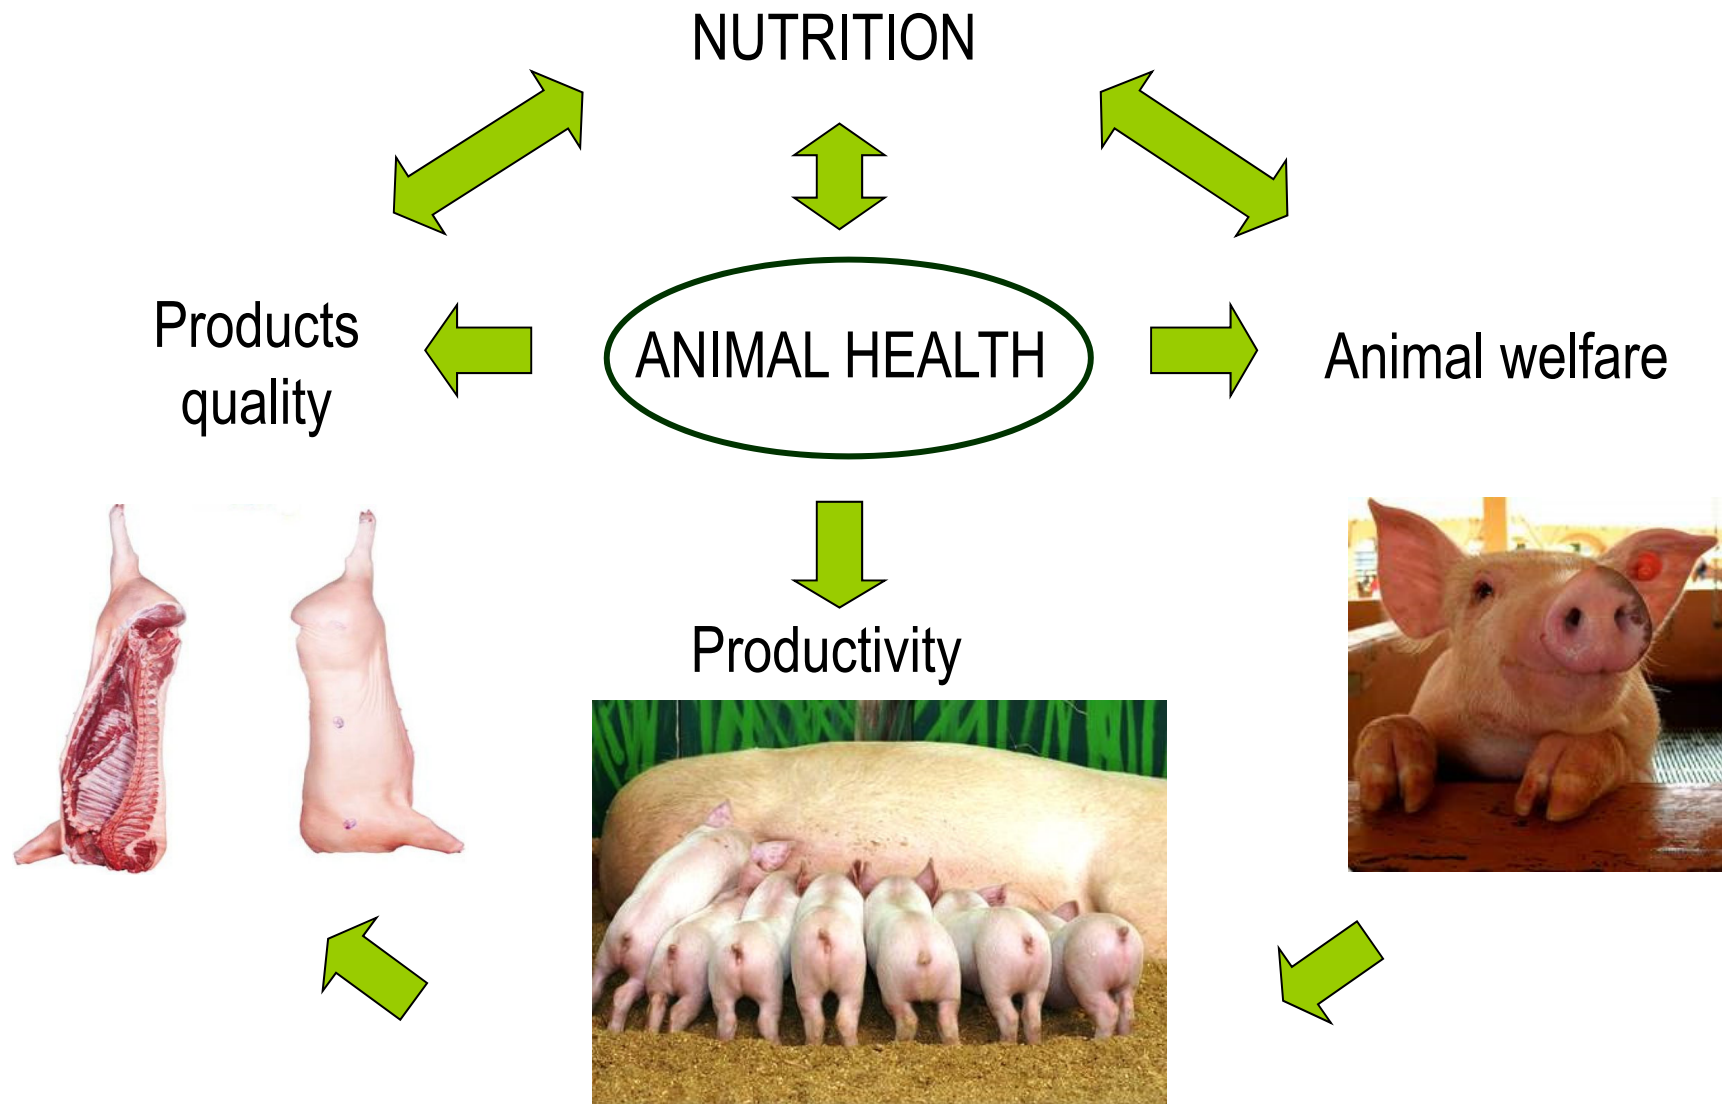 NUTRITION
Products
quality
ANIMAL HEALTH
Animal welfare
Productivity